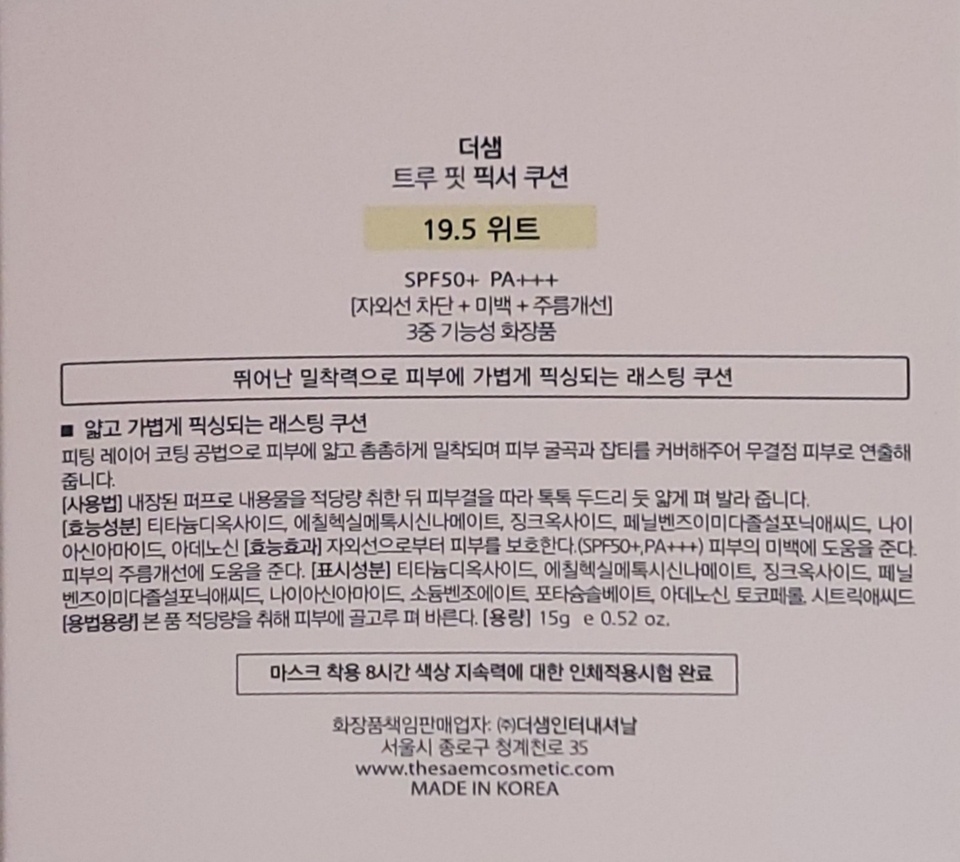 더샘
트루 핏 픽서 쿠션
19.5 위트
SPF50+ PA+++
[자외선 차단 + 미백 + 주름개선]
3중 기능성 화장품
뛰어난 밀착력으로 피부에 가볍게 픽싱되는 래스팅 쿠션
■ 얇고 가볍게 픽싱되는 래스팅 쿠션
피팅 레이어 코팅 공법으로 피부에 얇고 촘촘하게 밀착되며 피부 굴곡과 잡티를 커버해주어 무결점 피부로 연출해
줍니다.
[사용법] 내장된 퍼프로 내용물을 적당량 취한 뒤 피부결을 따라 톡톡 두드리 듯 얇게 펴 발라 줍니다.
[효능성분] 티타늄디옥사이드, 에칠헥실메톡시신나메이트, 징크옥사이드, 페닐벤즈이미다졸설포닉애씨드, 나이
아신아마이드, 아데노신 [효능효과] 자외선으로부터 피부를 보호한다.(SPF50+,PA+++) 피부의 미백에 도움을 준다.
피부의 주름개선에 도움을 준다. [표시성분] 티타늄디옥사이드, 에칠헥실메톡시신나메이트, 징크옥사이드, 페닐
벤즈이미다졸설포닉애씨드, 나이아신아마이드, 소듐벤조에이트, 포타슘솔베이트, 아데노신, 토코페롤, 시트릭애씨드
[용법용량] 본 품 적당량을 취해 피부에 골고루 펴 바른다. [용량] 15g e 0.52 oz.
마스크 착용 8시간 색상 지속력에 대한 인체적용시험 완료
화장품책임판매업자: ㈜더샘인터내셔날
서울시 종로구 청계천로 35
www.thesaemcosmetic.com
MADE IN KOREA